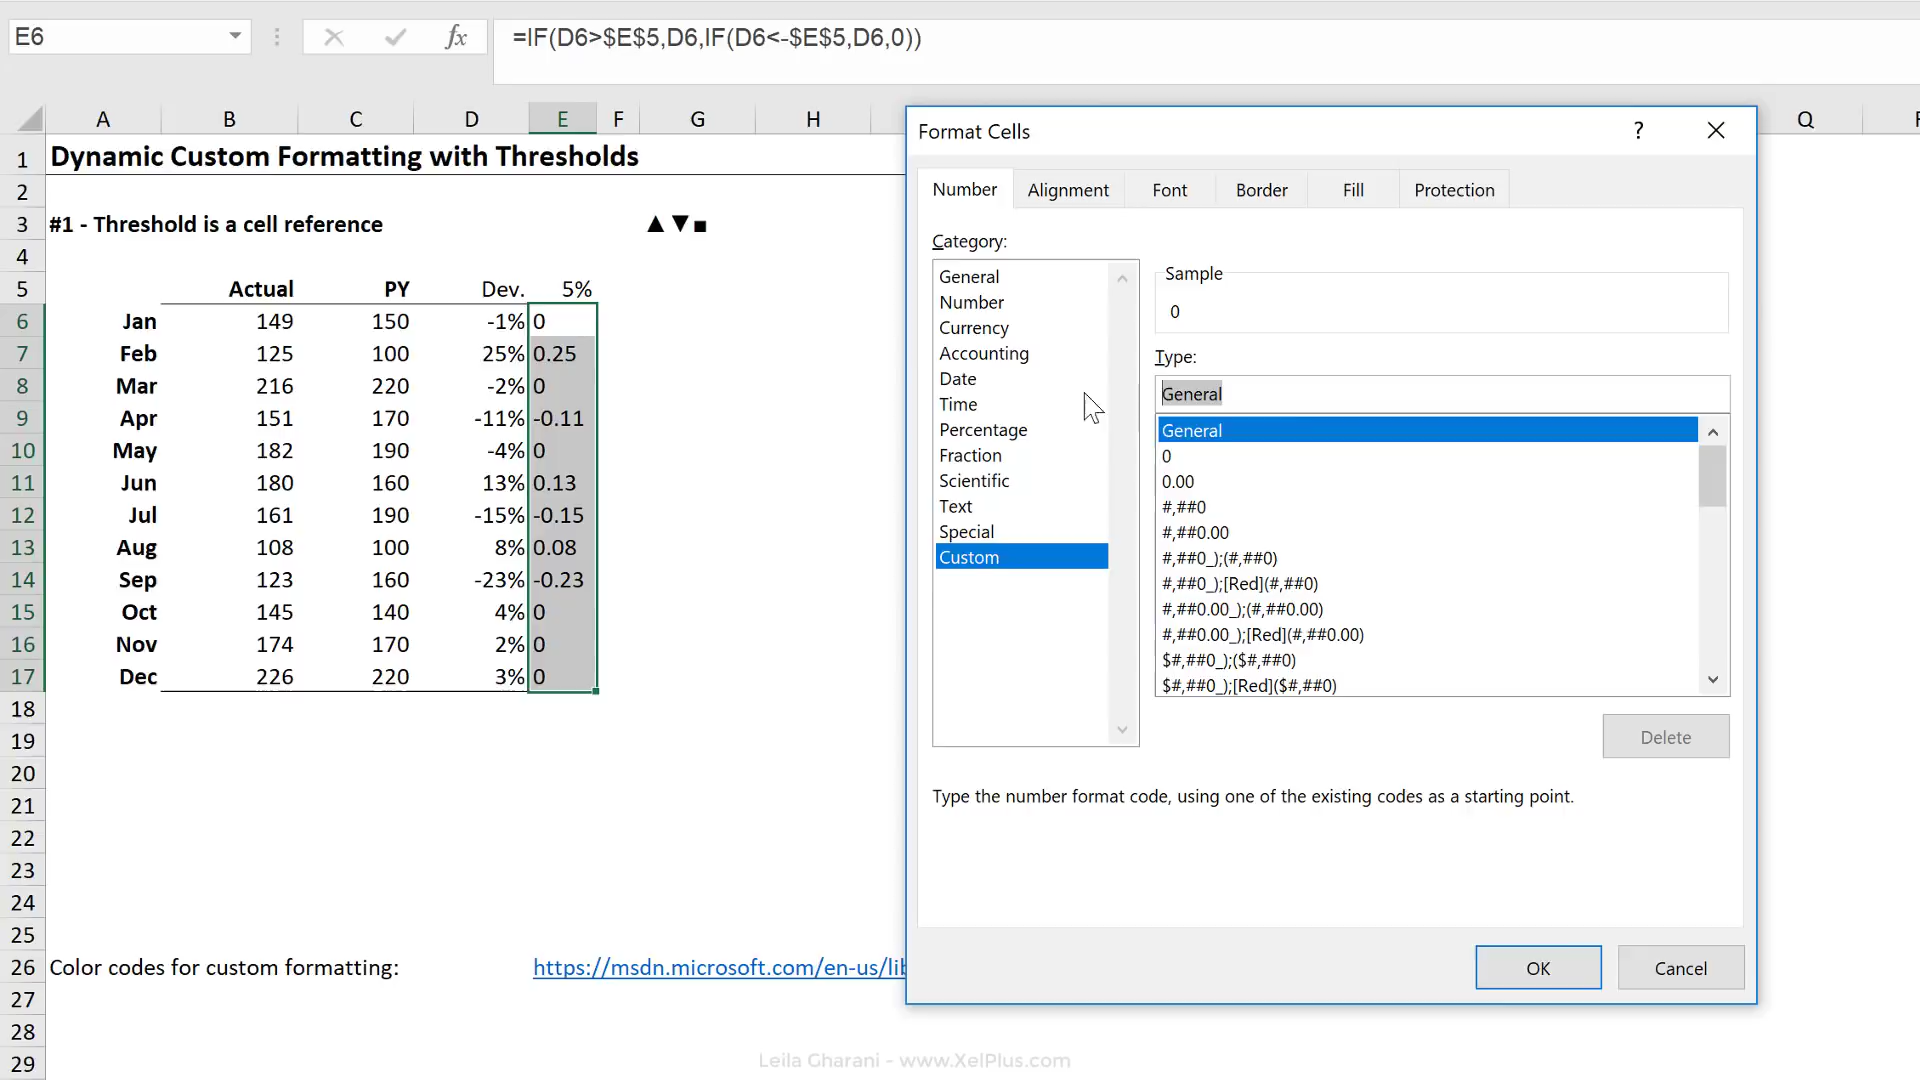 E6
fx
=IF(D6>$E$5,D6,IF(D6<-$E$5,D6,0))
A B C D E F G H Q
1 Dynamic Custom Formatting with Thresholds
2
3 #1 - Threshold is a cell reference ▲▼■
4
5 Actual PY Dev. 5%
6 Jan 149 150 -1% 0
7 Feb 125 100 25% 0.25
8 Mar 216 220 -2% 0
9 Apr 151 170 -11% -0.11
10 May 182 190 -4% 0
11 Jun 180 160 13% 0.13
12 Jul 161 190 -15% -0.15
13 Aug 108 100 8% 0.08
14 Sep 123 160 -23% -0.23
15 Oct 145 140 4% 0
16 Nov 174 170 2% 0
17 Dec 226 220 3% 0
18
19
20
21
22
23
24
25
26 Color codes for custom formatting: https://msdn.microsoft.com/en-us/lib
27
28
29
Format Cells
?
Number Alignment Font Border Fill Protection
Category:
General
Number
Currency
Accounting
Date
Time
Percentage
Fraction
Scientific
Text
Special
Custom
Sample
0
Type:
General
General
0
0.00
#,##0
#,##0.00
#,##0_);(#,##0)
#,##0_);[Red](#,##0)
#,##0.00_);(#,##0.00)
#,##0.00_);[Red](#,##0.00)
$#,##0_);($#,##0)
$#,##0_);[Red]($#,##0)
Delete
Type the number format code, using one of the existing codes as a starting point.
OK Cancel
Leila Gharani - www.XelPlus.com